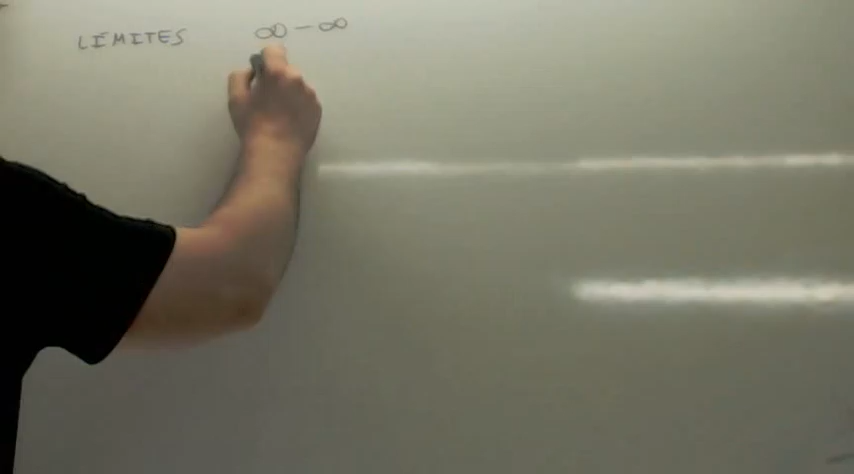 LÍMITES ∞ - ∞